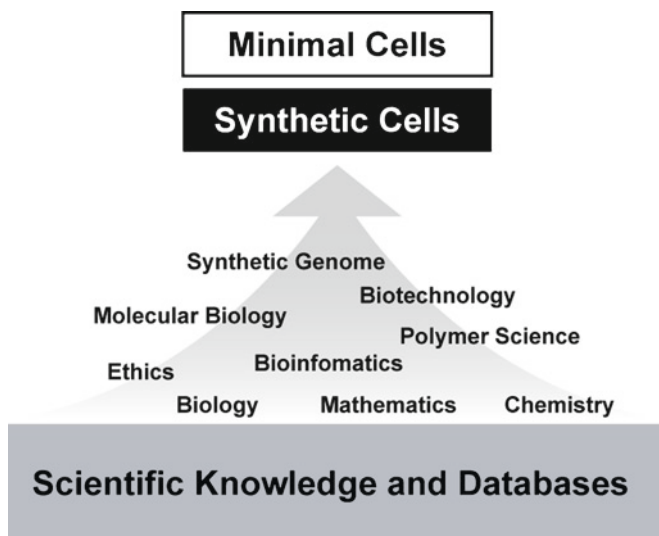 Minimal Cells
Synthetic Cells
Synthetic Genome
Biotechnology
Molecular Biology
Polymer Science
Bioinfomatics
Ethics
Biology Mathematics Chemistry
Scientific Knowledge and Databases